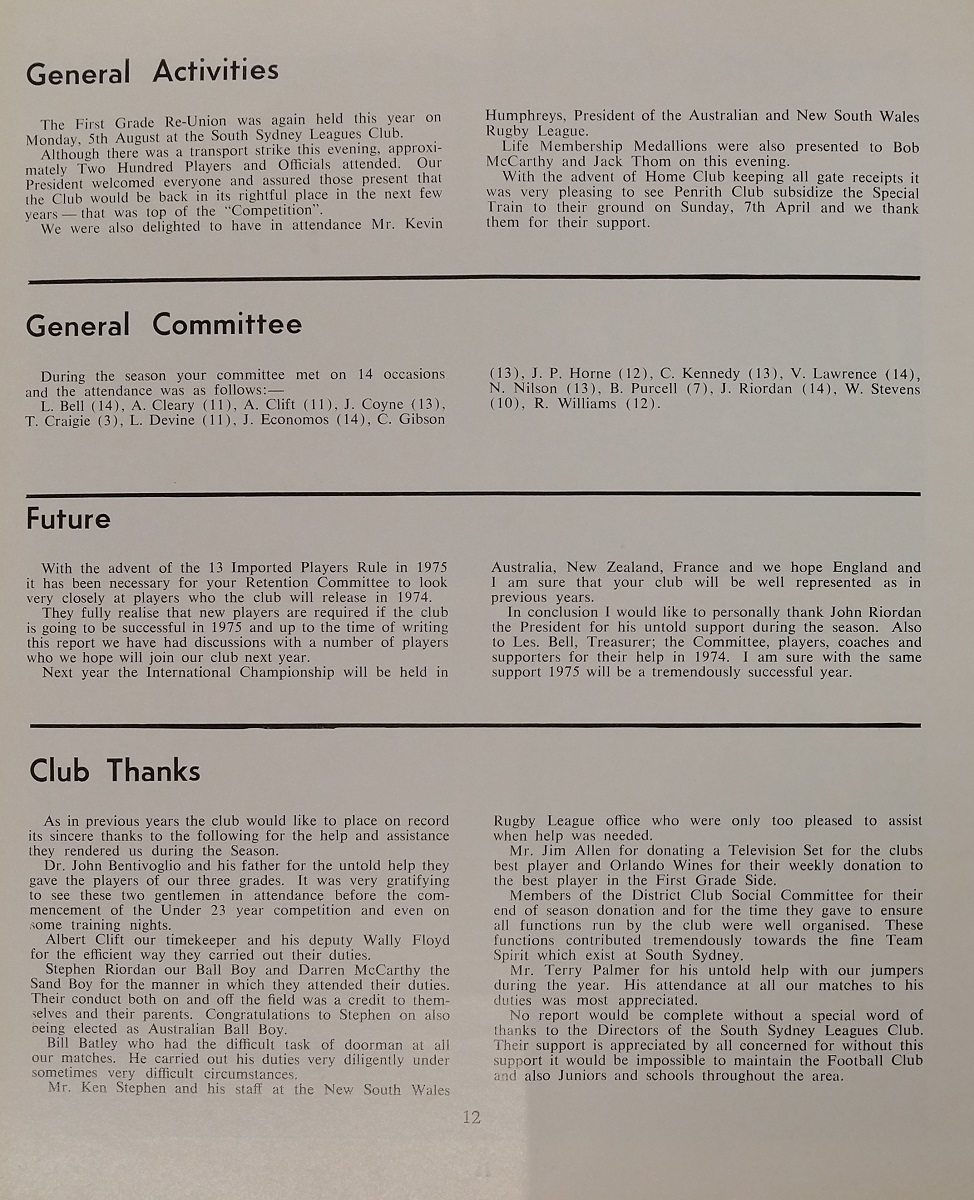 General Activities
The First Grade Re-Union was again held this year on
Monday, 5th August at the South Sydney Leagues Club.
Although there was a transport strike this evening, approxi-
mately Two Hundred Players and Officials attended. Our
President welcomed everyone and assured those present that
the Club would be back in its rightful place in the next few
years — that was top of the "Competition".
We were also delighted to have in attendance Mr. Kevin
Humphreys, President of the Australian and New South Wales
Rugby League.
Life Membership Medallions were also presented to Bob
McCarthy and Jack Thom on this evening.
With the advent of Home Club keeping all gate receipts it
was very pleasing to see Penrith Club subsidize the Special
Train to their ground on Sunday, 7th April and we thank
them for their support.
General Committee
During the season your committee met on 14 occasions
and the attendance was as follows:—
L. Bell (14), A. Cleary (11), A. Clift (11), J. Coyne (13),
T. Craigie (3), L. Devine (11), J. Economos (14), C. Gibson
(13), J. P. Horne (12), C. Kennedy (13), V. Lawrence (14),
N. Nilson (13), B. Purcell (7), J. Riordan (14), W. Stevens
(10), R. Williams (12).
Future
With the advent of the 13 Imported Players Rule in 1975
it has been necessary for your Retention Committee to look
very closely at players who the club will release in 1974.
They fully realise that new players are required if the club
is going to be successful in 1975 and up to the time of writing
this report we have had discussions with a number of players
who we hope will join our club next year.
Next year the International Championship will be held in
Australia, New Zealand, France and we hope England and
I am sure that your club will be well represented as in
previous years.
In conclusion I would like to personally thank John Riordan
the President for his untold support during the season. Also
to Les. Bell, Treasurer; the Committee, players, coaches and
supporters for their help in 1974. I am sure with the same
support 1975 will be a tremendously successful year.
Club Thanks
As in previous years the club would like to place on record
its sincere thanks to the following for the help and assistance
they rendered us during the Season.
Dr. John Bentivoglio and his father for the untold help they
gave the players of our three grades. It was very gratifying
to see these two gentlemen in attendance before the com-
mencement of the Under 23 year competition and even on
some training nights.
Albert Clift our timekeeper and his deputy Wally Floyd
for the efficient way they carried out their duties.
Stephen Riordan our Ball Boy and Darren McCarthy the
Sand Boy for the manner in which they attended their duties.
Their conduct both on and off the field was a credit to them-
selves and their parents. Congratulations to Stephen on also
being elected as Australian Ball Boy.
Bill Batley who had the difficult task of doorman at all
our matches. He carried out his duties very diligently under
sometimes very difficult circumstances.
Mr. Ken Stephen and his staff at the New South Wales
Rugby League office who were only too pleased to assist
when help was needed.
Mr. Jim Allen for donating a Television Set for the clubs
best player and Orlando Wines for their weekly donation to
the best player in the First Grade Side.
Members of the District Club Social Committee for their
end of season donation and for the time they gave to ensure
all functions run by the club were well organised. These
functions contributed tremendously towards the fine Team
Spirit which exist at South Sydney.
Mr. Terry Palmer for his untold help with our jumpers
during the year. His attendance at all our matches to his
duties was most appreciated.
No report would be complete without a special word of
thanks to the Directors of the South Sydney Leagues Club.
Their support is appreciated by all concerned for without this
support it would be impossible to maintain the Football Club
and also Juniors and schools throughout the area.
12